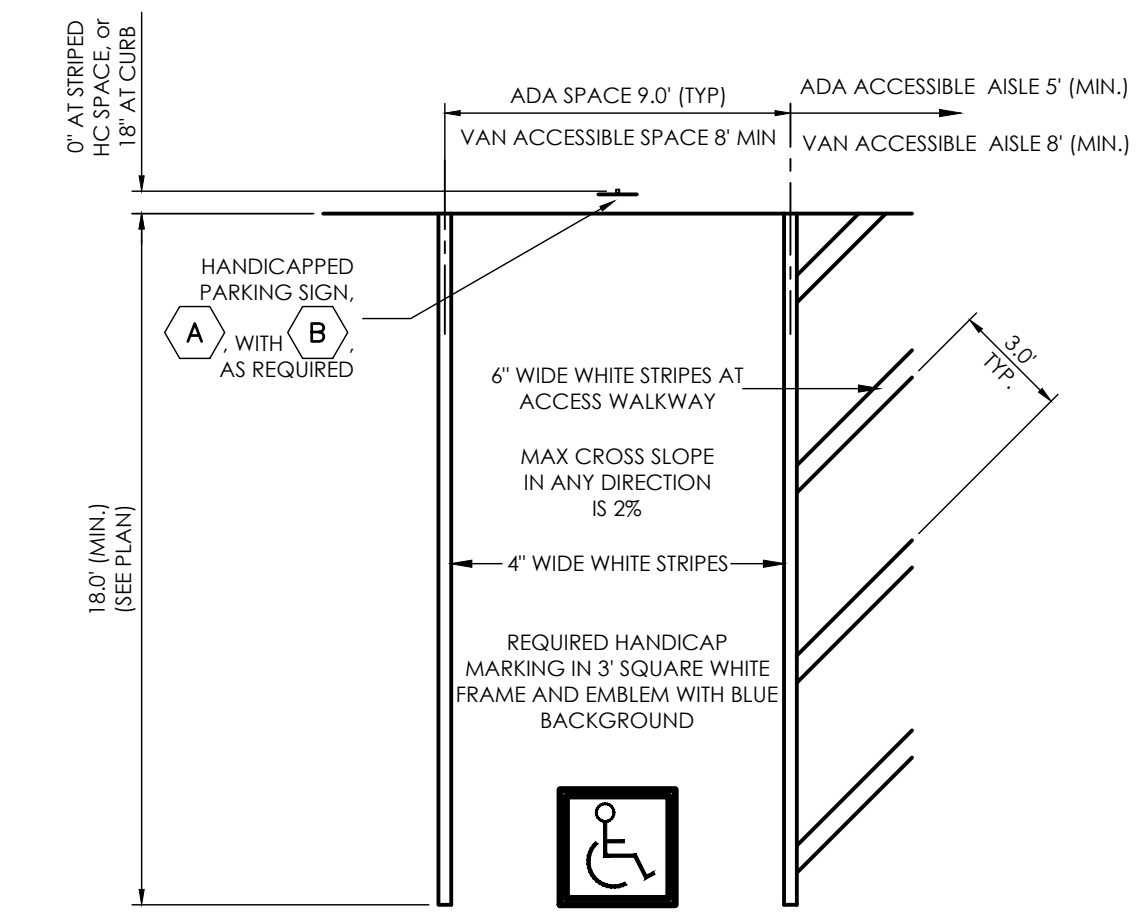 0" AT STRIPED
HC SPACE, or
18" AT CURB
ADA SPACE 9.0' (TYP)
VAN ACCESSIBLE SPACE 8' MIN
ADA ACCESSIBLE AISLE 5' (MIN.)
VAN ACCESSIBLE AISLE 8' (MIN.)
HANDICAPPED
PARKING SIGN,
A , WITH B ,
AS REQUIRED
3.0'
TYP.
6" WIDE WHITE STRIPES AT
ACCESS WALKWAY
MAX CROSS SLOPE
IN ANY DIRECTION
IS 2%
18.0' (MIN.)
(SEE PLAN)
4" WIDE WHITE STRIPES
REQUIRED HANDICAP
MARKING IN 3' SQUARE WHITE
FRAME AND EMBLEM WITH BLUE
BACKGROUND